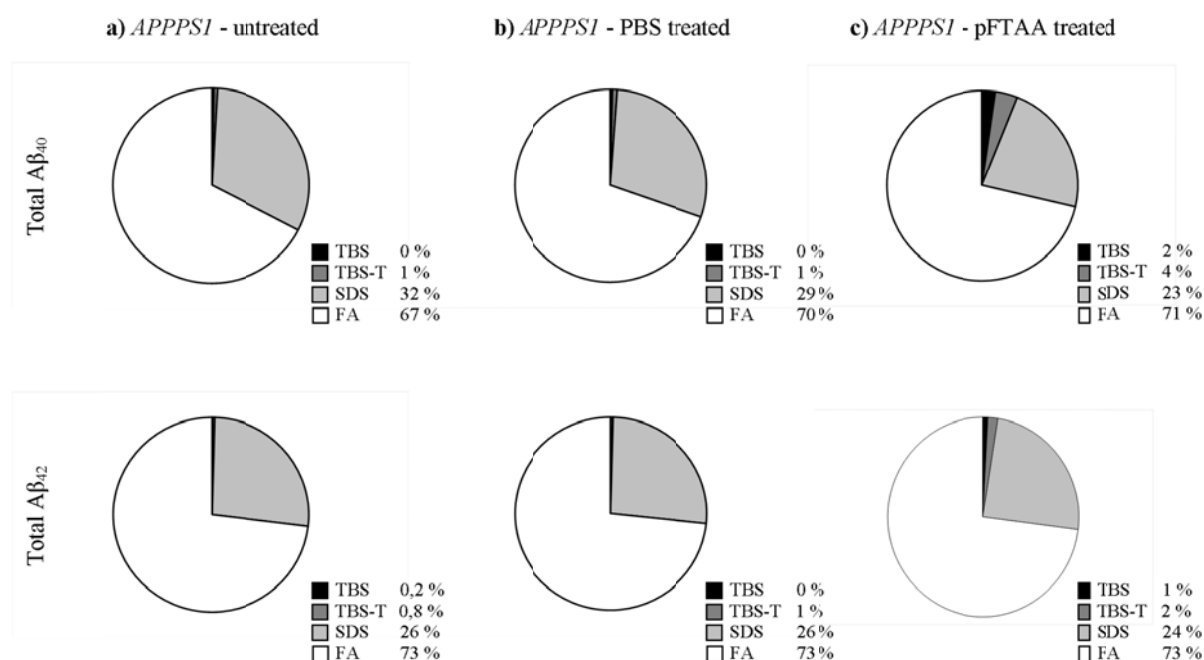 a) APPPS1 - untreated
b) APPPS1 - PBS treated
c) APPPS1 - pFTAA treated
Total Aβ40
TBS 0 %
TBS-T 1 %
SDS 32 %
FA 67 %
TBS 0 %
TBS-T 1 %
SDS 29 %
FA 70 %
TBS 2 %
TBS-T 4 %
SDS 23 %
FA 71 %
Total Aβ42
TBS 0,2 %
TBS-T 0,8 %
SDS 26 %
FA 73 %
TBS 0 %
TBS-T 1 %
SDS 26 %
FA 73 %
TBS 1 %
TBS-T 2 %
SDS 24 %
FA 73 %